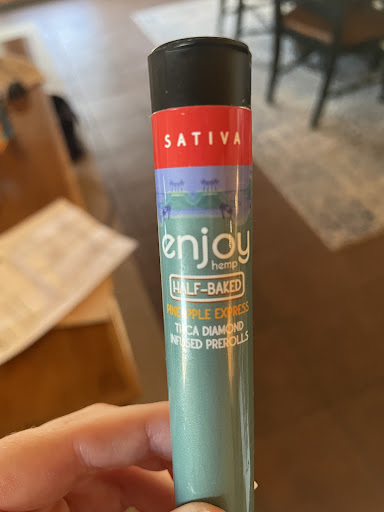 SATIVA
enjoy
hemp
HALF-BAKED
PINEAPPLE EXPRESS
THCA DIAMOND
INFUSED PREROLLS